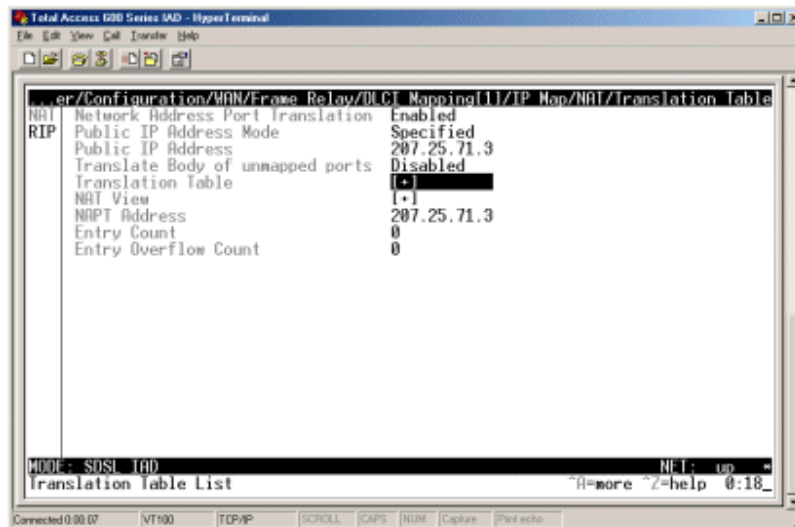 Total Access 600 Series IAD - HyperTerminal
File Edit View Call Transfer Help
...er/Configuration/WAN/Frame Relay/DLCI Mapping[1]/IP Map/NAT/Translation Table
NAT Network Address Port Translation Enabled
RIP Public IP Address Mode Specified
Public IP Address 207.25.71.3
Translate Body of unmapped ports Disabled
Translation Table [+]
NAT View [+]
NAPT Address 207.25.71.3
Entry Count 0
Entry Overflow Count 0
MODE: SDSL IAD NET: up *
Translation Table List ^A=more ^Z=help 0:18_
Connected 0:00:07 VT100 TCP/IP SCROLL CAPS NUM Capture Print echo